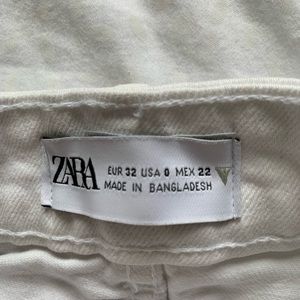 ZARA
EUR 32 USA 0 MEX 22
MADE IN BANGLADESH